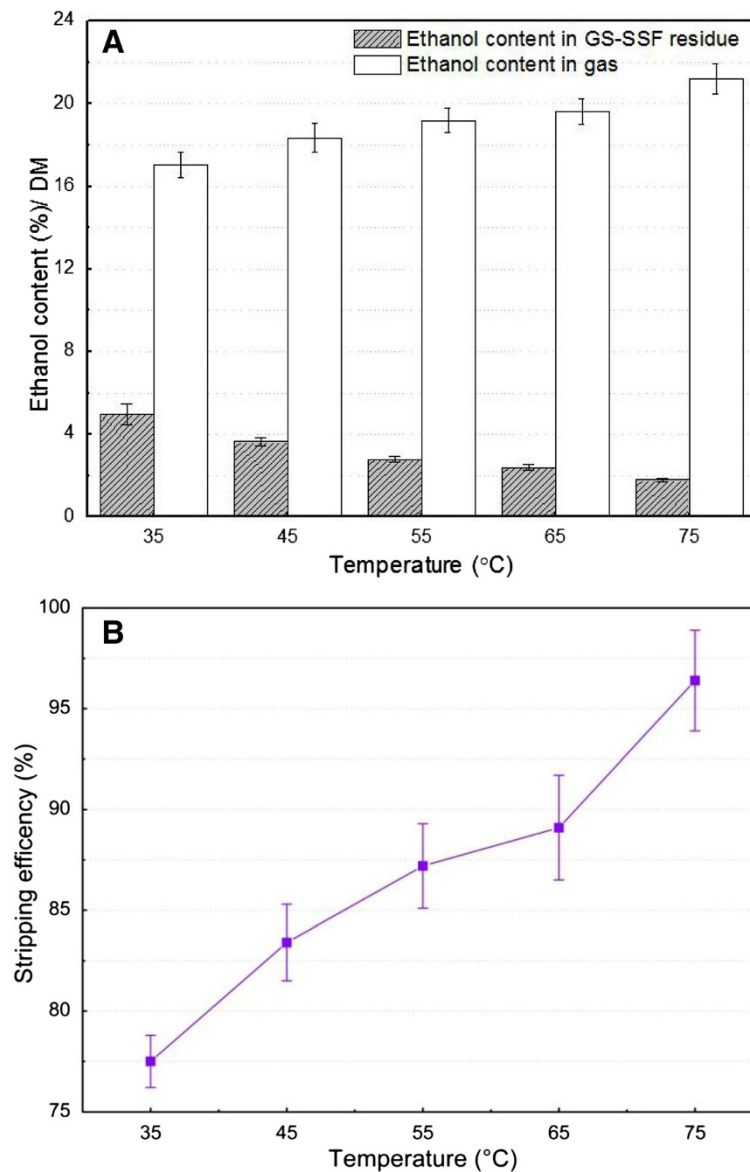 A
Ethanol content in GS-SSF residue
Ethanol content in gas
Ethanol content (%)/ DM
24
20
16
12
8
4
0
35 45 55 65 75
Temperature (°C)
B
Stripping efficency (%)
100
95
90
85
80
75
35 45 55 65 75
Temperature (°C)